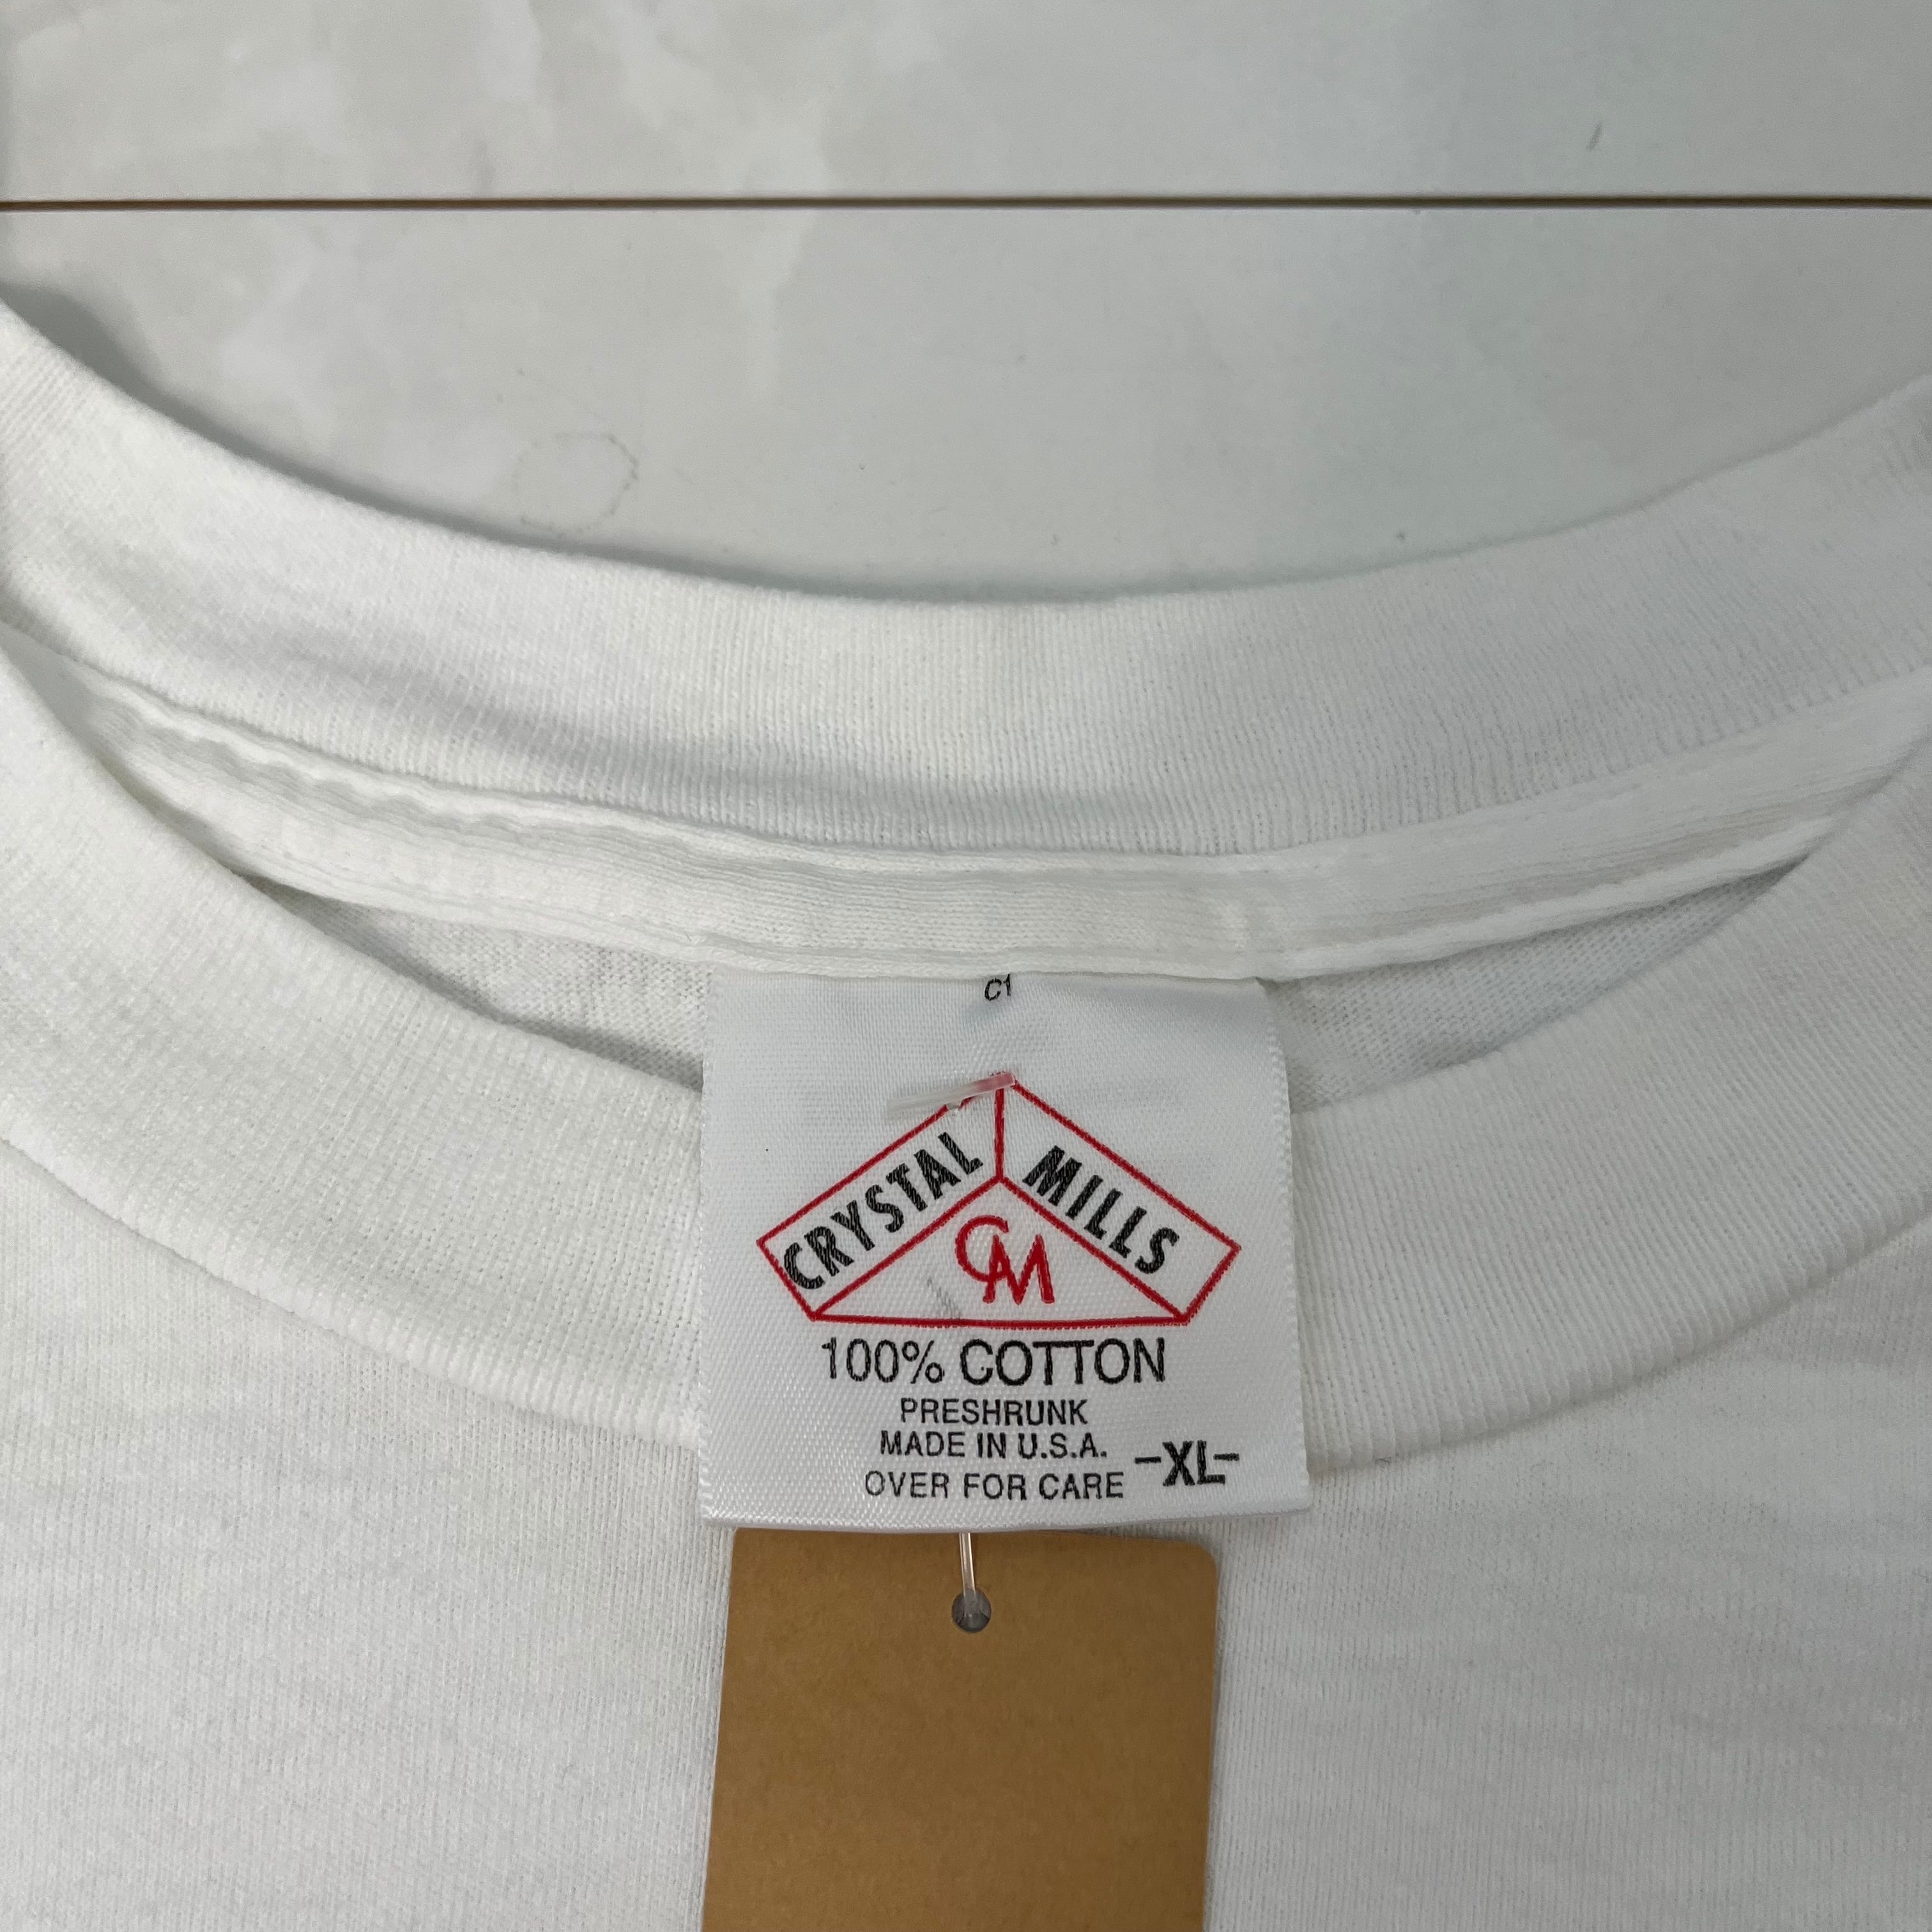 C1
CRYSTAL MILLS
CM
100% COTTON
PRESHRUNK
MADE IN U.S.A.
OVER FOR CARE -XL-